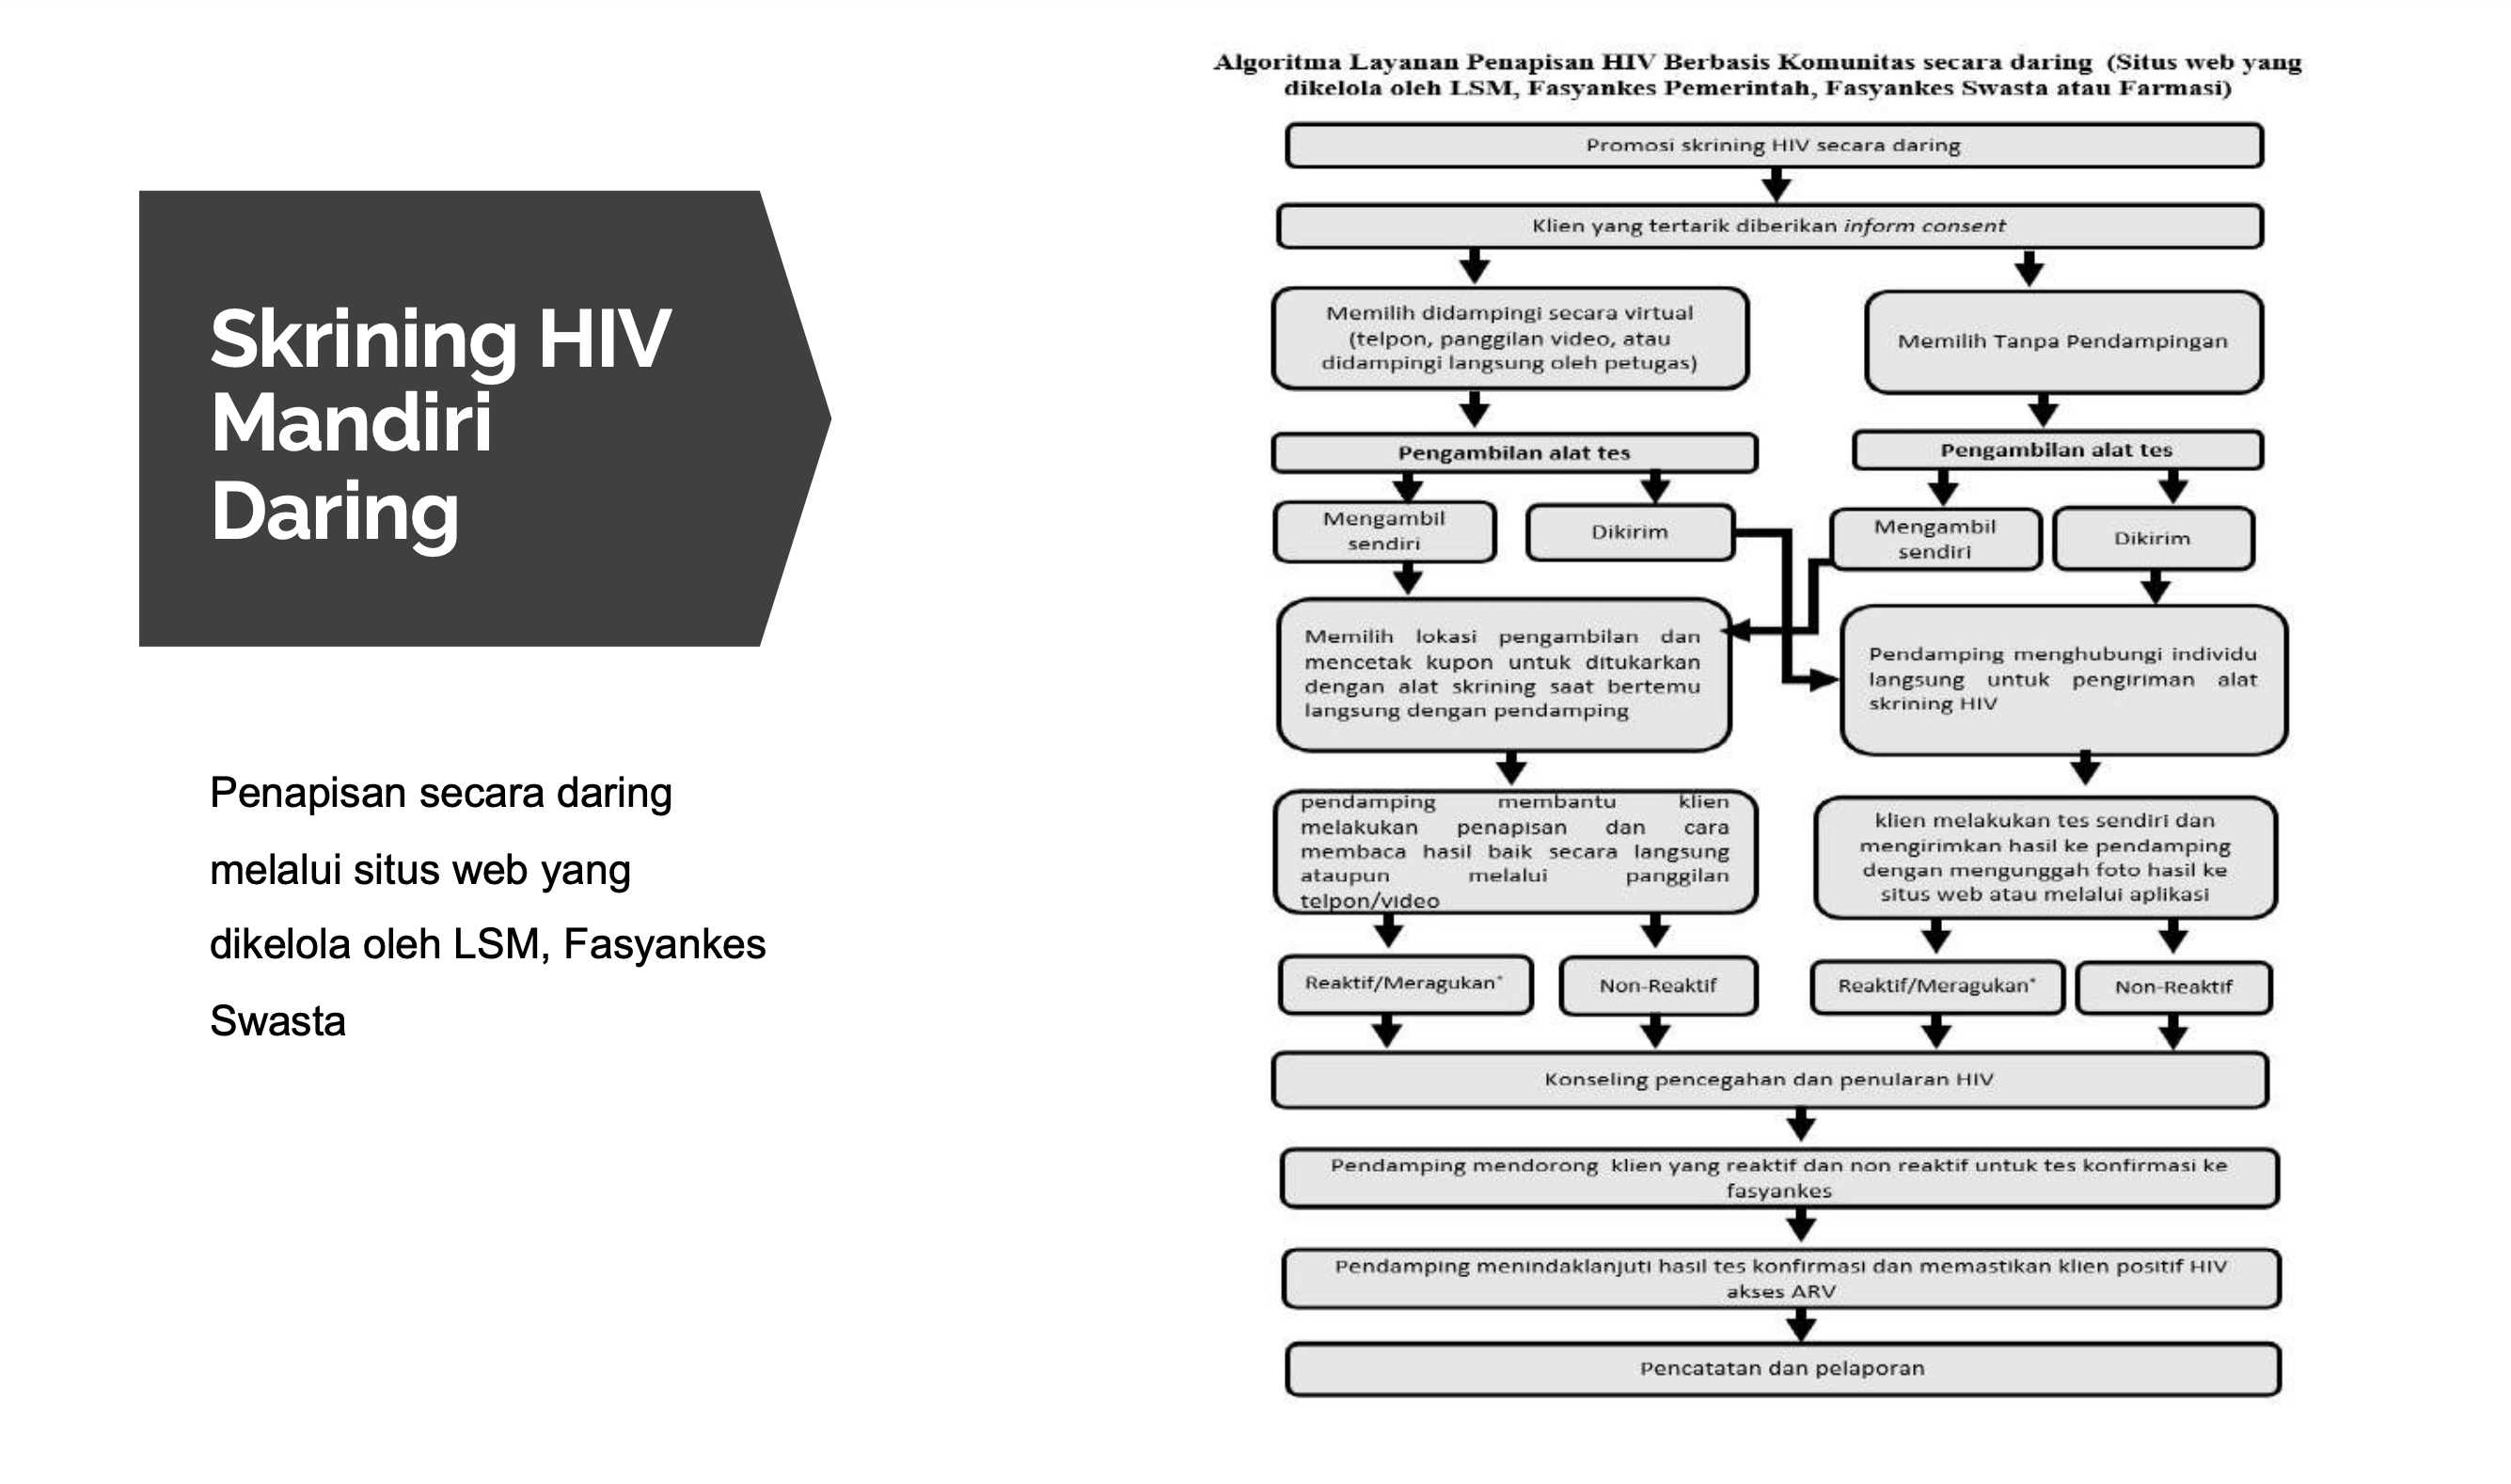 Skrining HIV
Mandiri
Daring
Penapisan secara daring
melalui situs web yang
dikelola oleh LSM, Fasyankes
Swasta
Algoritma Layanan Penapisan HIV Berbasis Komunitas secara daring (Situs web yang
dikelola oleh LSM, Fasyankes Pemerintah, Fasyankes Swasta atau Farmasi)
Promosi skrining HIV secara daring
Klien yang tertarik diberikan inform consent
Memilih didampingi secara virtual
(telpon, panggilan video, atau
didampingi langsung oleh petugas)
Memilih Tanpa Pendampingan
Pengambilan alat tes
Pengambilan alat tes
Mengambil
sendiri
Dikirim
Mengambil
sendiri
Dikirim
Memilih lokasi pengambilan dan
mencetak kupon untuk ditukarkan
dengan alat skrining saat bertemu
langsung dengan pendamping
Pendamping menghubungi individu
langsung untuk pengiriman alat
skrining HIV
pendamping membantu klien
melakukan penapisan dan cara
membaca hasil baik secara langsung
ataupun melalui panggilan
telpon/video
klien melakukan tes sendiri dan
mengirimkan hasil ke pendamping
dengan mengunggah foto hasil ke
situs web atau melalui aplikasi
Reaktif/Meragukan*
Non-Reaktif
Reaktif/Meragukan*
Non-Reaktif
Konseling pencegahan dan penularan HIV
Pendamping mendorong klien yang reaktif dan non reaktif untuk tes konfirmasi ke
fasyankes
Pendamping menindaklanjuti hasil tes konfirmasi dan memastikan klien positif HIV
akses ARV
Pencatatan dan pelaporan